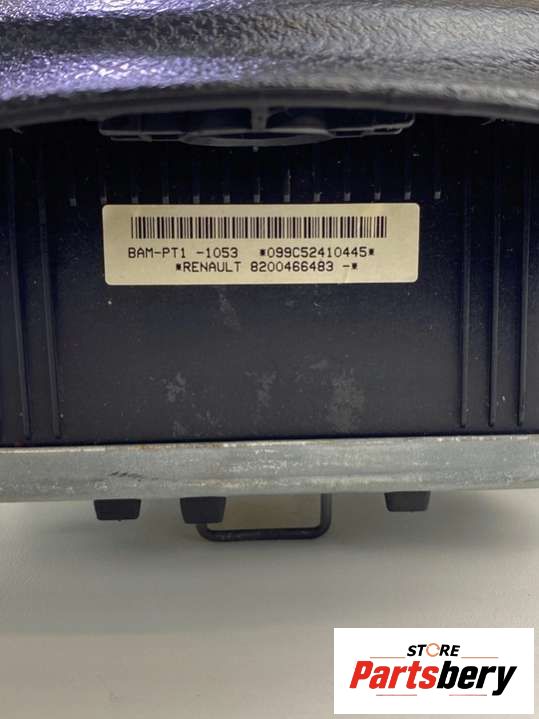 BAM-PT1 -1053 *099C52410445*
*RENAULT 8200466483 -*
STORE
Partsbery